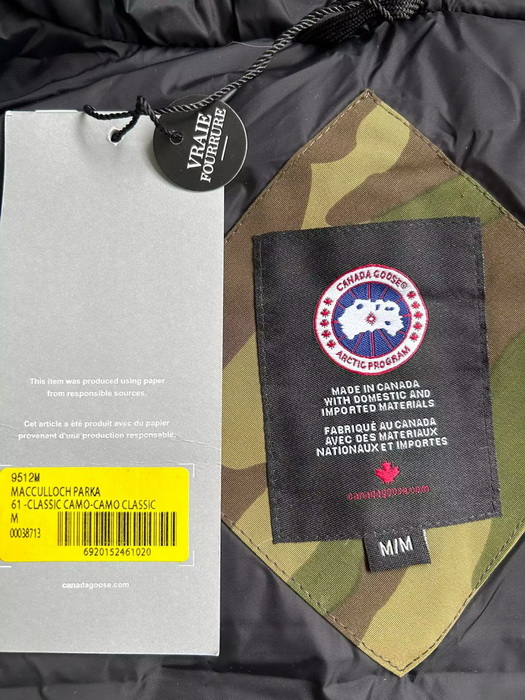 VRAIE
FOURRURE
This item was produced using paper
from responsible sources.
Cet article a été produit avec du papier
provenant d'une production responsable.
9512M
MACCULLOCH PARKA
61 -CLASSIC CAMO-CAMO CLASSIC
M
00038713
6920152461020
canadagoose.com
CANADA GOOSE®
ARCTIC PROGRAM
MADE IN CANADA
WITH DOMESTIC AND
IMPORTED MATERIALS
FABRIQUÉ AU CANADA
AVEC DES MATERIAUX
NATIONAUX ET IMPORTES
canadagoose.com
M/M